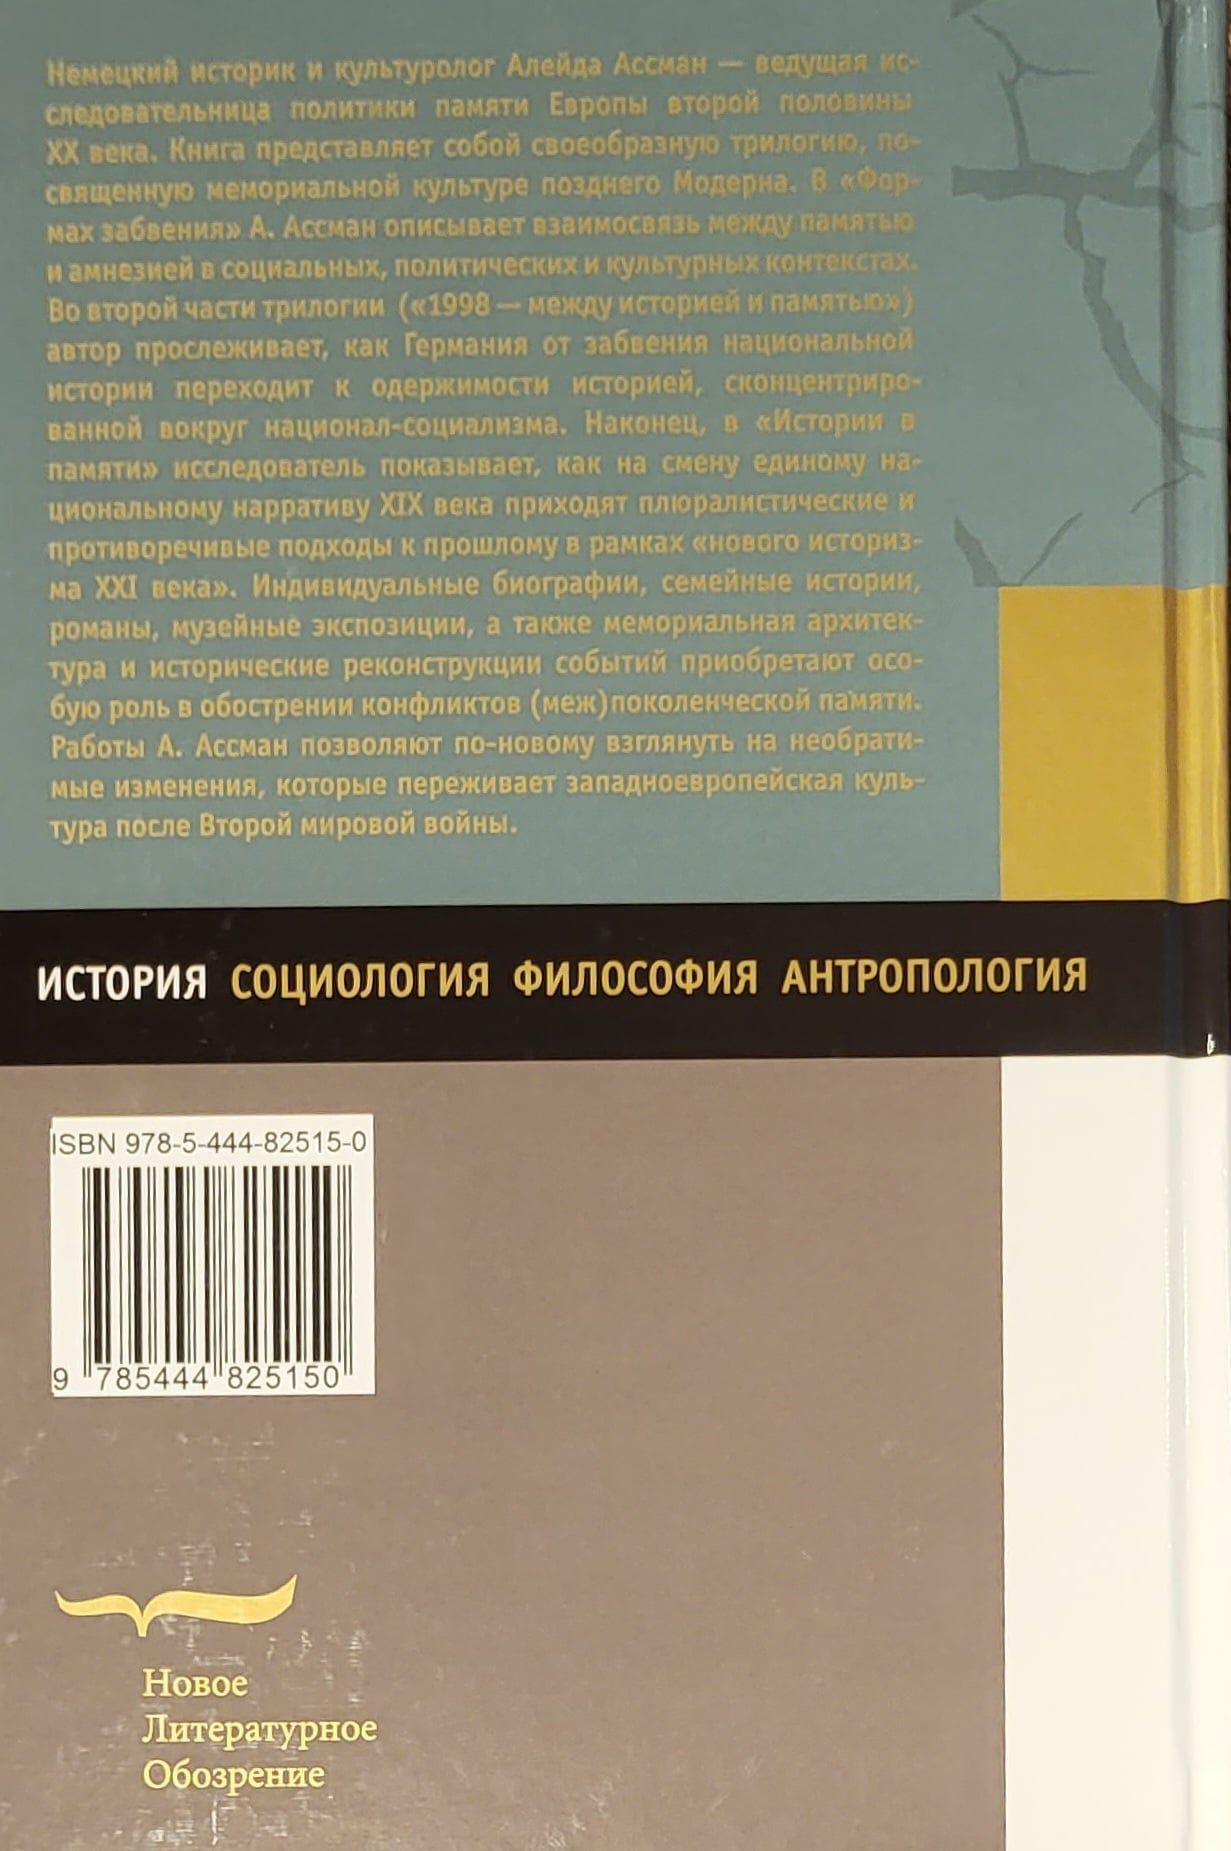 Немецкий историк и культуролог Алейда Ассман — ведущая ис-
следовательница политики памяти Европы второй половины
XX века. Книга представляет собой своеобразную трилогию, по-
священную мемориальной культуре позднего Модерна. В «Фор-
мах забвения» А. Ассман описывает взаимосвязь между памятью
и амнезией в социальных, политических и культурных контекстах.
Во второй части трилогии («1998 — между историей и памятью»)
автор прослеживает, как Германия от забвения национальной
истории переходит к одержимости историей, сконцентриро-
ванной вокруг национал-социализма. Наконец, в «Истории в
памяти» исследователь показывает, как на смену единому на-
циональному нарративу XIX века приходят плюралистические и
противоречивые подходы к прошлому в рамках «нового историз-
ма XXI века». Индивидуальные биографии, семейные истории,
романы, музейные экспозиции, а также мемориальная архитек-
тура и исторические реконструкции событий приобретают осо-
бую роль в обострении конфликтов (меж)поколенческой памяти.
Работы А. Ассман позволяют по-новому взглянуть на необрати-
мые изменения, которые переживает западноевропейская куль-
тура после Второй мировой войны.
ИСТОРИЯ СОЦИОЛОГИЯ ФИЛОСОФИЯ АНТРОПОЛОГИЯ
ISBN 978-5-444-82515-0
9 785444 825150
Новое
Литературное
Обозрение